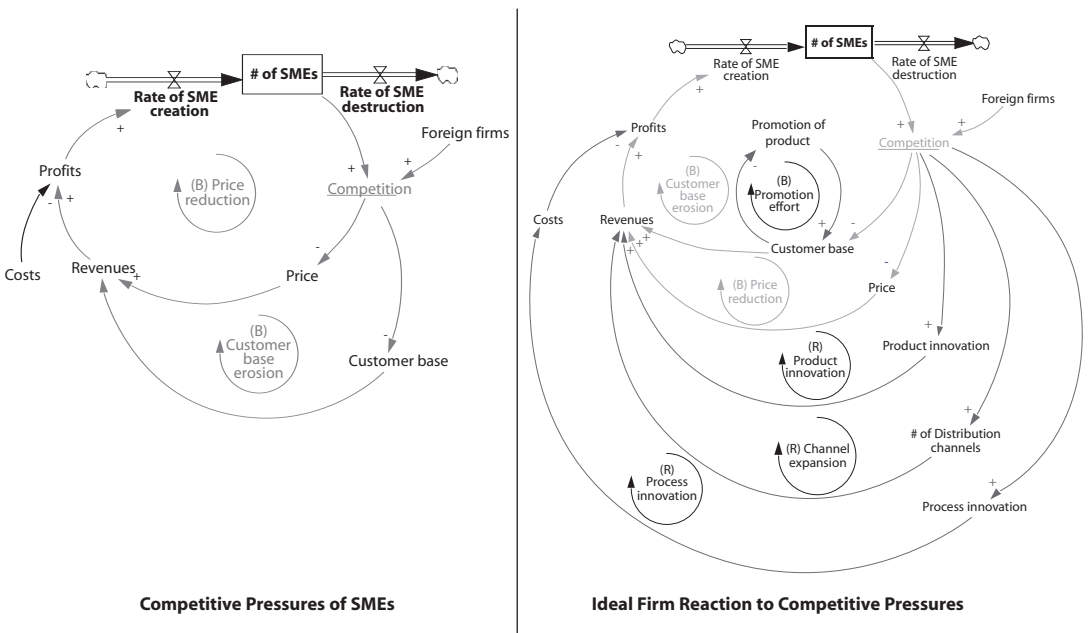 # of SMEs
Rate of SME
creation
Rate of SME
destruction
Foreign firms
+
+
+
Profits
-
+
(B) Price
reduction
Competition
-
Costs
Revenues
+
Price
(B)
Customer
base
erosion
-
Customer base
Competitive Pressures of SMEs
# of SMEs
Rate of SME
creation
Rate of SME
destruction
+
Foreign firms
+
+
Profits
-
+
Promotion of
product
Competition
-
(B)
Customer
base
erosion
(B)
Promotion
effort
Costs
Revenues
+
-
+
+
+
Customer base
-
(B) Price
reduction
Price
+
(R)
Product
innovation
Product innovation
+
# of Distribution
channels
(R) Channel
expansion
(R)
Process
innovation
+
Process innovation
Ideal Firm Reaction to Competitive Pressures